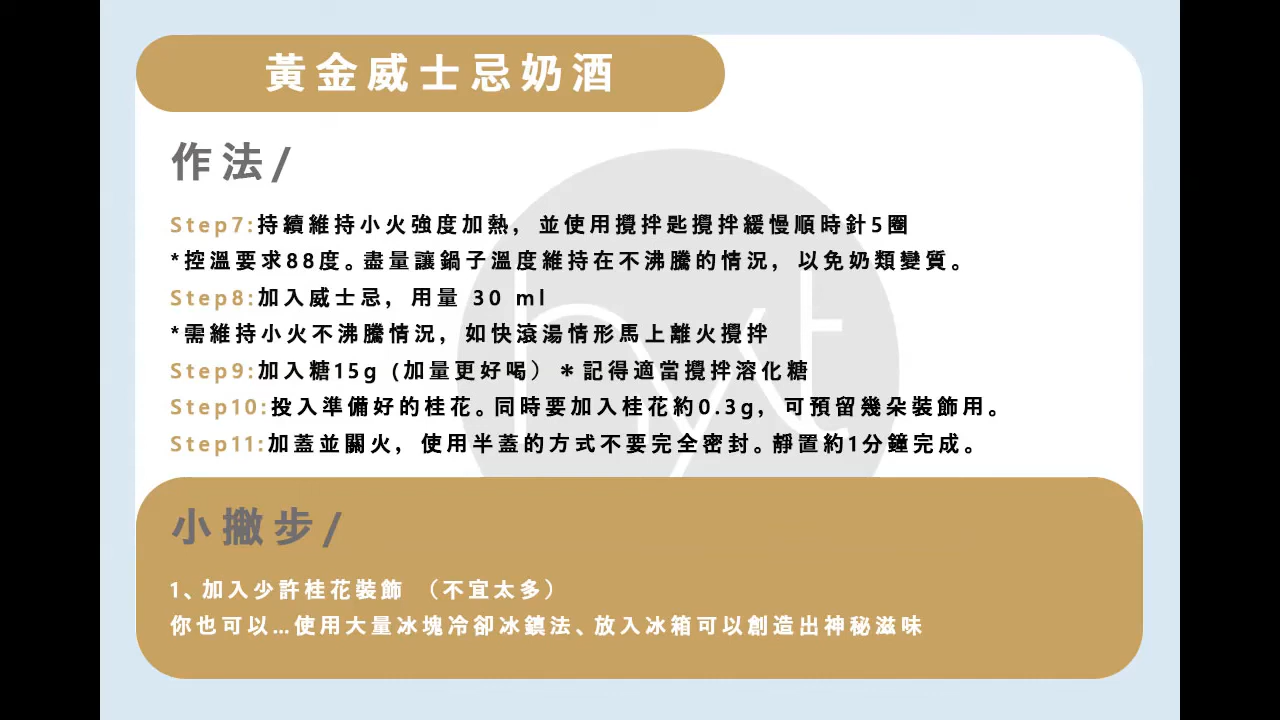 黃金威士忌奶酒
作法/
Step7:持續維持小火強度加熱，並使用攪拌匙攪拌緩慢順時針5圈
*控溫要求88度。盡量讓鍋子溫度維持在不沸騰的情況，以免奶類變質。
Step8:加入威士忌，用量 30 ml
*需維持小火不沸騰情況，如快滾湯情形馬上離火攪拌
Step9:加入糖15g (加量更好喝）＊記得適當攪拌溶化糖
Step10:投入準備好的桂花。同時要加入桂花約0.3g，可預留幾朵裝飾用。
Step11:加蓋並關火，使用半蓋的方式不要完全密封。靜置約1分鐘完成。
hyxt
小撇步/
1、加入少許桂花裝飾 （不宜太多）
你也可以...使用大量冰塊冷卻冰鎮法、放入冰箱可以創造出神秘滋味